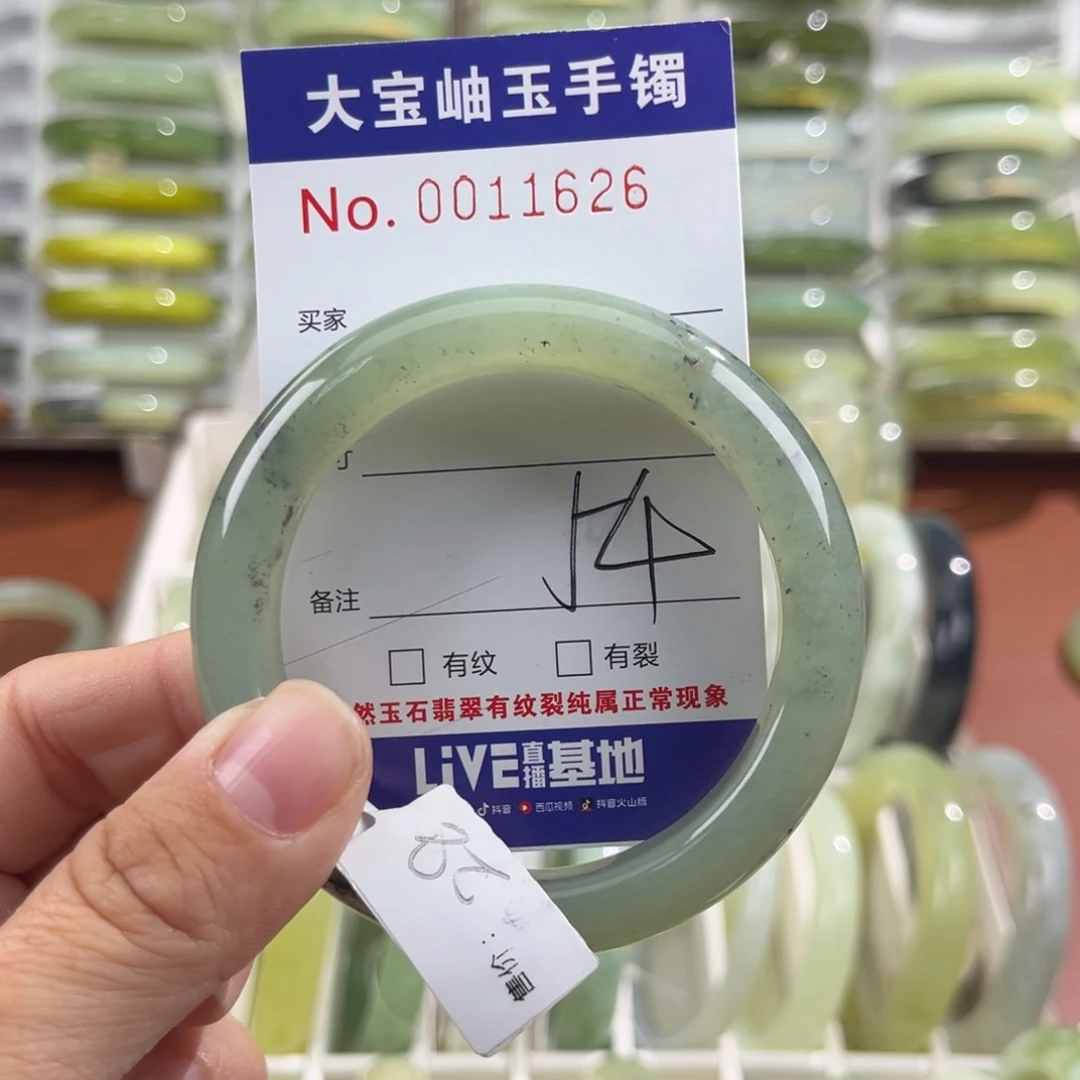 大宝岫玉手镯
No. 0011626
买家
寸
54
备注
有纹
有裂
然玉石翡翠有纹裂纯属正常现象
LiVE直播基地
抖音 西瓜视频 抖音火山版